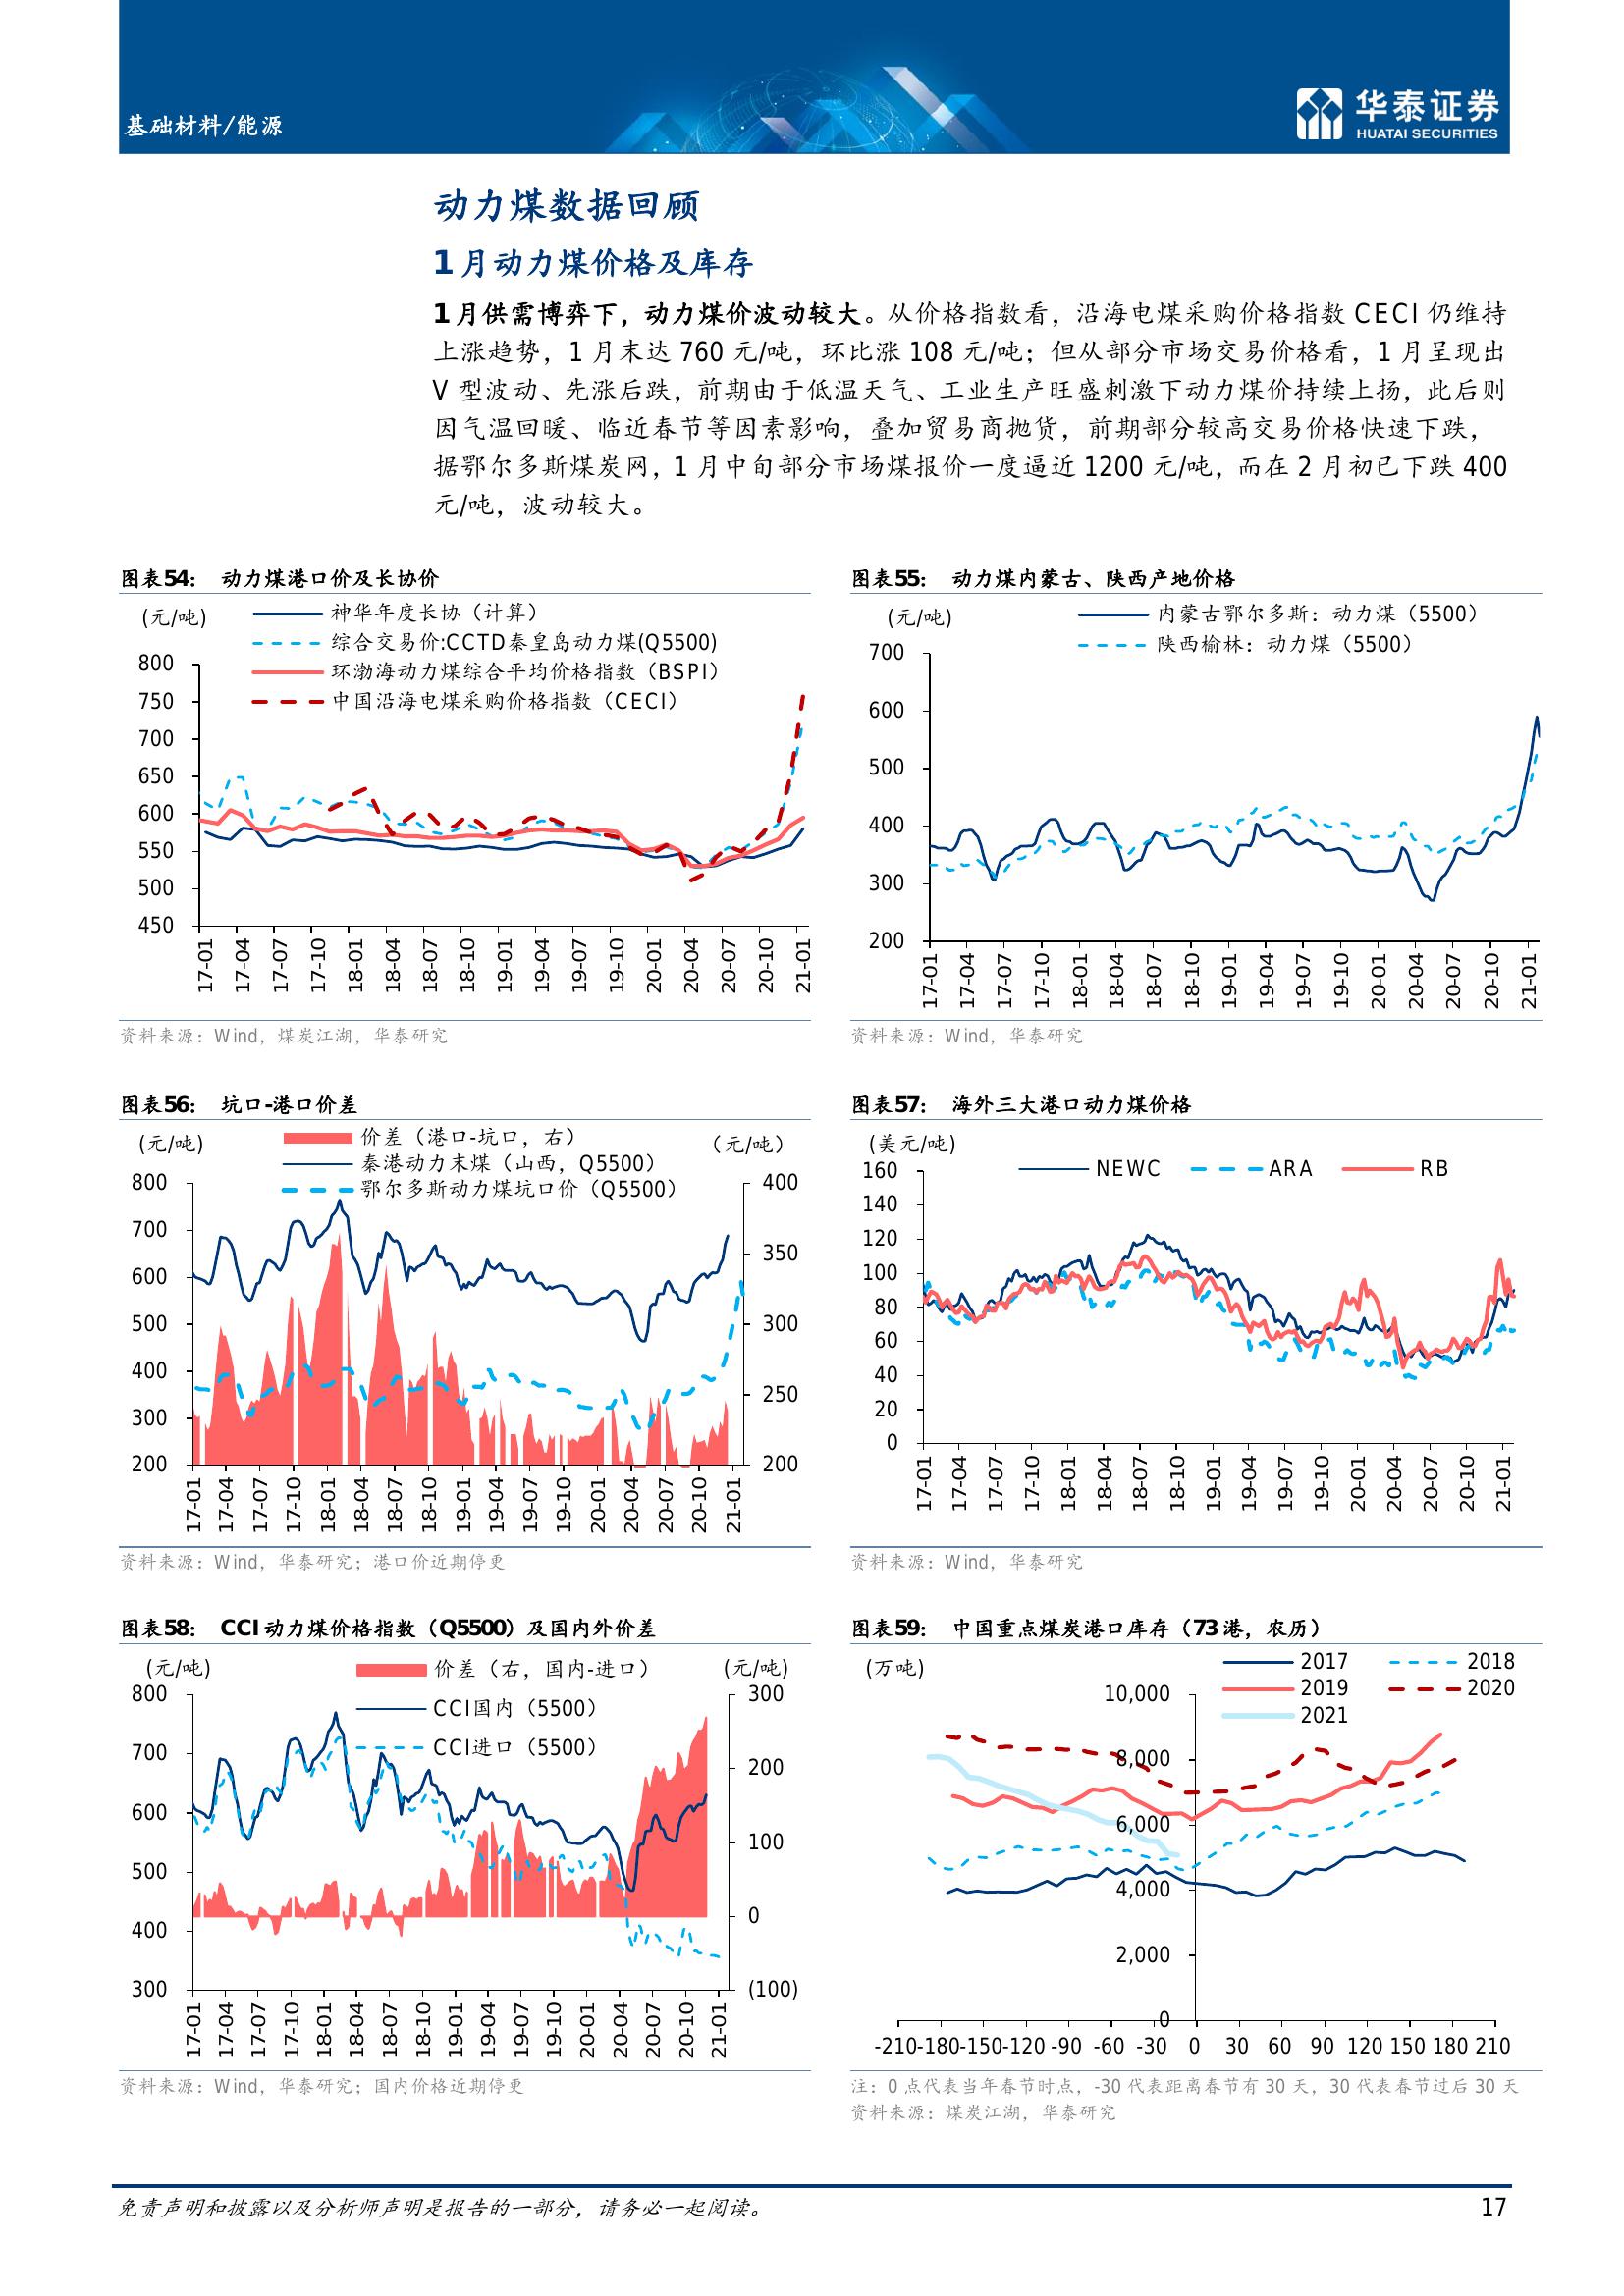 基础材料/能源
华泰证券
HUATAI SECURITIES
动力煤数据回顾
1 月动力煤价格及库存
1 月供需博弈下，动力煤价波动较大。从价格指数看，沿海电煤采购价格指数 CECI 仍维持
上涨趋势，1 月末达 760 元/吨，环比涨 108 元/吨；但从部分市场交易价格看，1 月呈现出
V 型波动、先涨后跌，前期由于低温天气、工业生产旺盛刺激下动力煤价持续上扬，此后则
因气温回暖、临近春节等因素影响，叠加贸易商抛货，前期部分较高交易价格快速下跌，
据鄂尔多斯煤炭网，1 月中旬部分市场煤报价一度逼近 1200 元/吨，而在 2 月初已下跌 400
元/吨，波动较大。
图表54： 动力煤港口价及长协价
(元/吨)
神华年度长协（计算）
综合交易价:CCTD秦皇岛动力煤(Q5500)
环渤海动力煤综合平均价格指数（BSPI）
中国沿海电煤采购价格指数（CECI）
800
750
700
650
600
550
500
450
17-01 17-04 17-07 17-10 18-01 18-04 18-07 18-10 19-01 19-04 19-07 19-10 20-01 20-04 20-07 20-10 21-01
资料来源：Wind，煤炭江湖，华泰研究
图表55： 动力煤内蒙古、陕西产地价格
(元/吨)
内蒙古鄂尔多斯：动力煤（5500）
陕西榆林：动力煤（5500）
700
600
500
400
300
200
17-01 17-04 17-07 17-10 18-01 18-04 18-07 18-10 19-01 19-04 19-07 19-10 20-01 20-04 20-07 20-10 21-01
资料来源：Wind，华泰研究
图表56： 坑口-港口价差
(元/吨)
（元/吨）
价差（港口-坑口，右）
秦港动力末煤（山西，Q5500）
鄂尔多斯动力煤坑口价（Q5500）
800
700
600
500
400
300
200
400
350
300
250
200
17-01 17-04 17-07 17-10 18-01 18-04 18-07 18-10 19-01 19-04 19-07 19-10 20-01 20-04 20-07 20-10 21-01
资料来源：Wind，华泰研究；港口价近期停更
图表57： 海外三大港口动力煤价格
(美元/吨)
NEWC ARA RB
160
140
120
100
80
60
40
20
0
17-01 17-04 17-07 17-10 18-01 18-04 18-07 18-10 19-01 19-04 19-07 19-10 20-01 20-04 20-07 20-10 21-01
资料来源：Wind，华泰研究
图表58： CCI 动力煤价格指数（Q5500）及国内外价差
(元/吨)
(元/吨)
价差（右，国内-进口）
CCI国内（5500）
CCI进口（5500）
800
700
600
500
400
300
300
200
100
0
(100)
17-01 17-04 17-07 17-10 18-01 18-04 18-07 18-10 19-01 19-04 19-07 19-10 20-01 20-04 20-07 20-10 21-01
资料来源：Wind，华泰研究；国内价格近期停更
图表59： 中国重点煤炭港口库存（73 港，农历）
(万吨)
2017 2018
2019 2020
2021
10,000
8,000
6,000
4,000
2,000
0
-210 -180 -150 -120 -90 -60 -30 0 30 60 90 120 150 180 210
注：0 点代表当年春节时点，-30 代表距离春节有 30 天，30 代表春节过后 30 天
资料来源：煤炭江湖，华泰研究
免责声明和披露以及分析师声明是报告的一部分，请务必一起阅读。
17